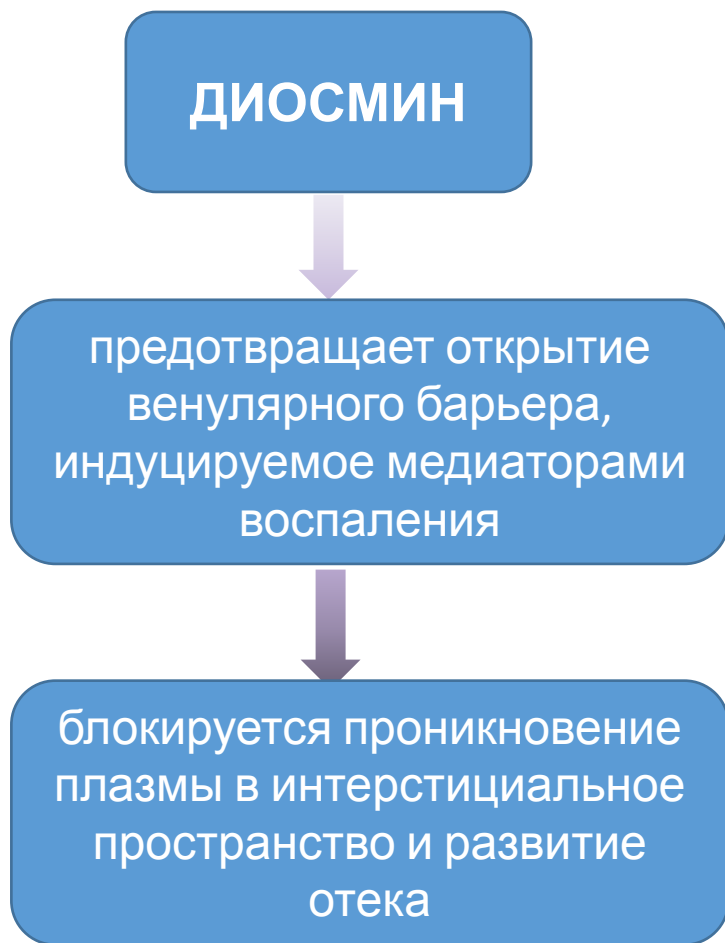 ДИОСМИН
предотвращает открытие
венулярного барьера,
индуцируемое медиаторами
воспаления
блокируется проникновение
плазмы в интерстициальное
пространство и развитие
отека